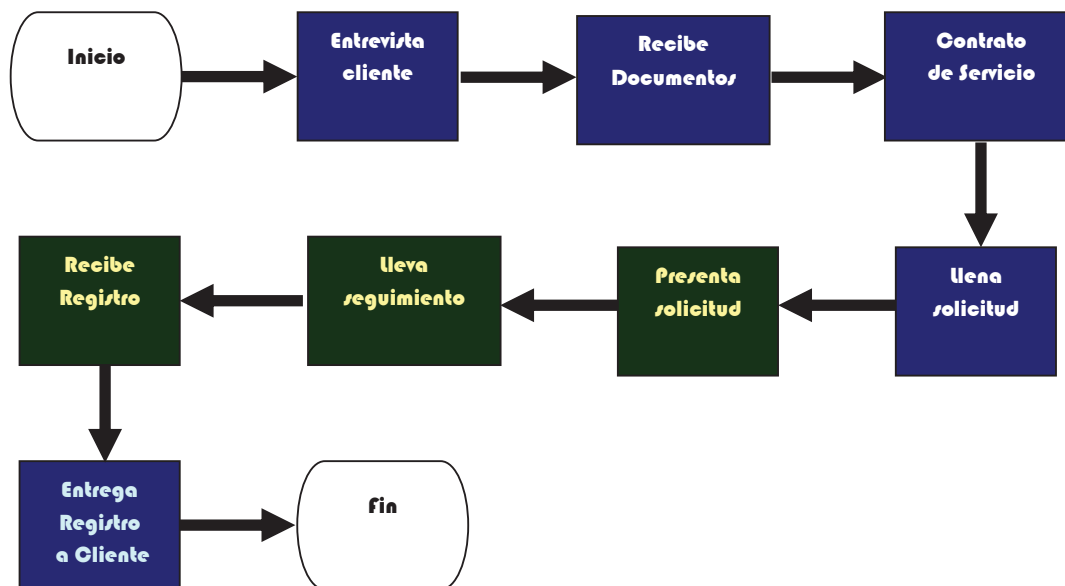 Inicio
Entrevista
cliente
Recibe
Documentos
Contrato
de Servicio
Llena
solicitud
Presenta
solicitud
Lleva
seguimiento
Recibe
Registro
Entrega
Registro
a Cliente
Fin